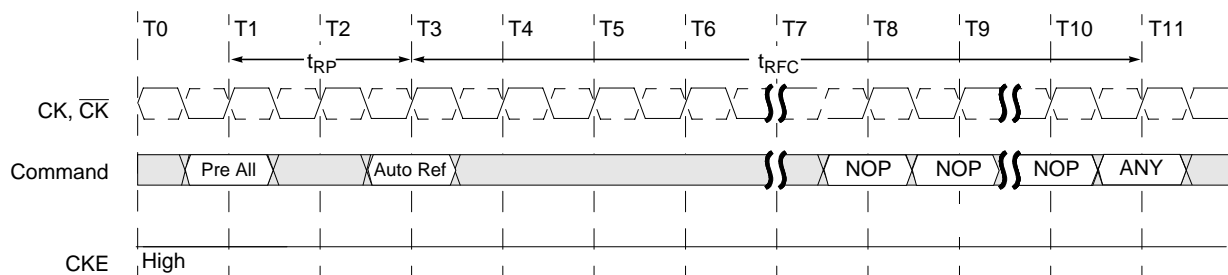 T0 T1 T2 T3 T4 T5 T6 T7 T8 T9 T10 T11
tRP tRFC
CK, CK
Command Pre All Auto Ref NOP NOP NOP ANY
CKE High